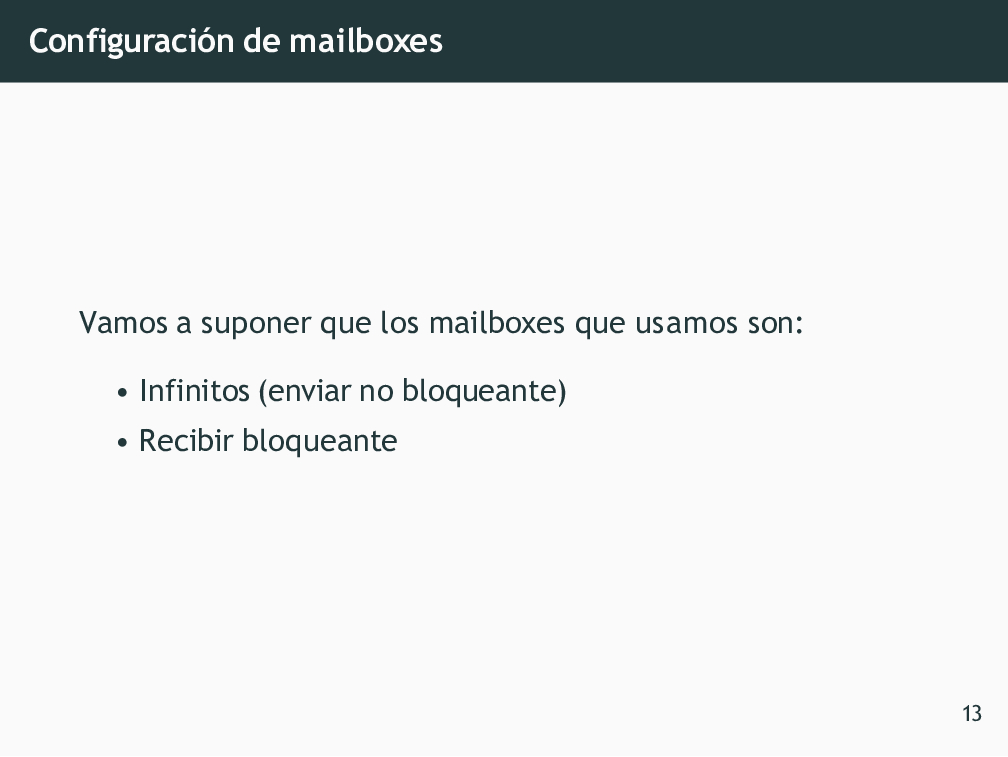 Configuración de mailboxes
Vamos a suponer que los mailboxes que usamos son:
• Infinitos (enviar no bloqueante)
• Recibir bloqueante
13